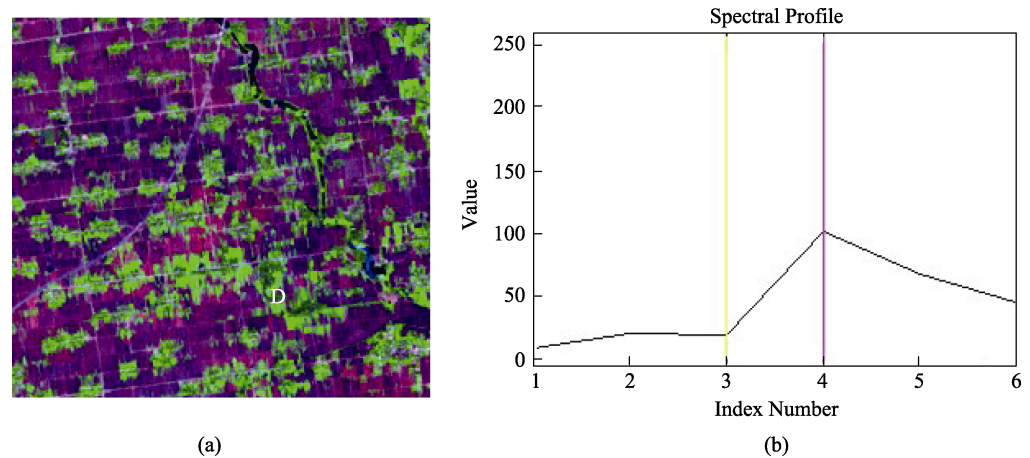 Spectral Profile
250
200
150
100
50
0
Value
1 2 3 4 5 6
Index Number
D
(a)
(b)